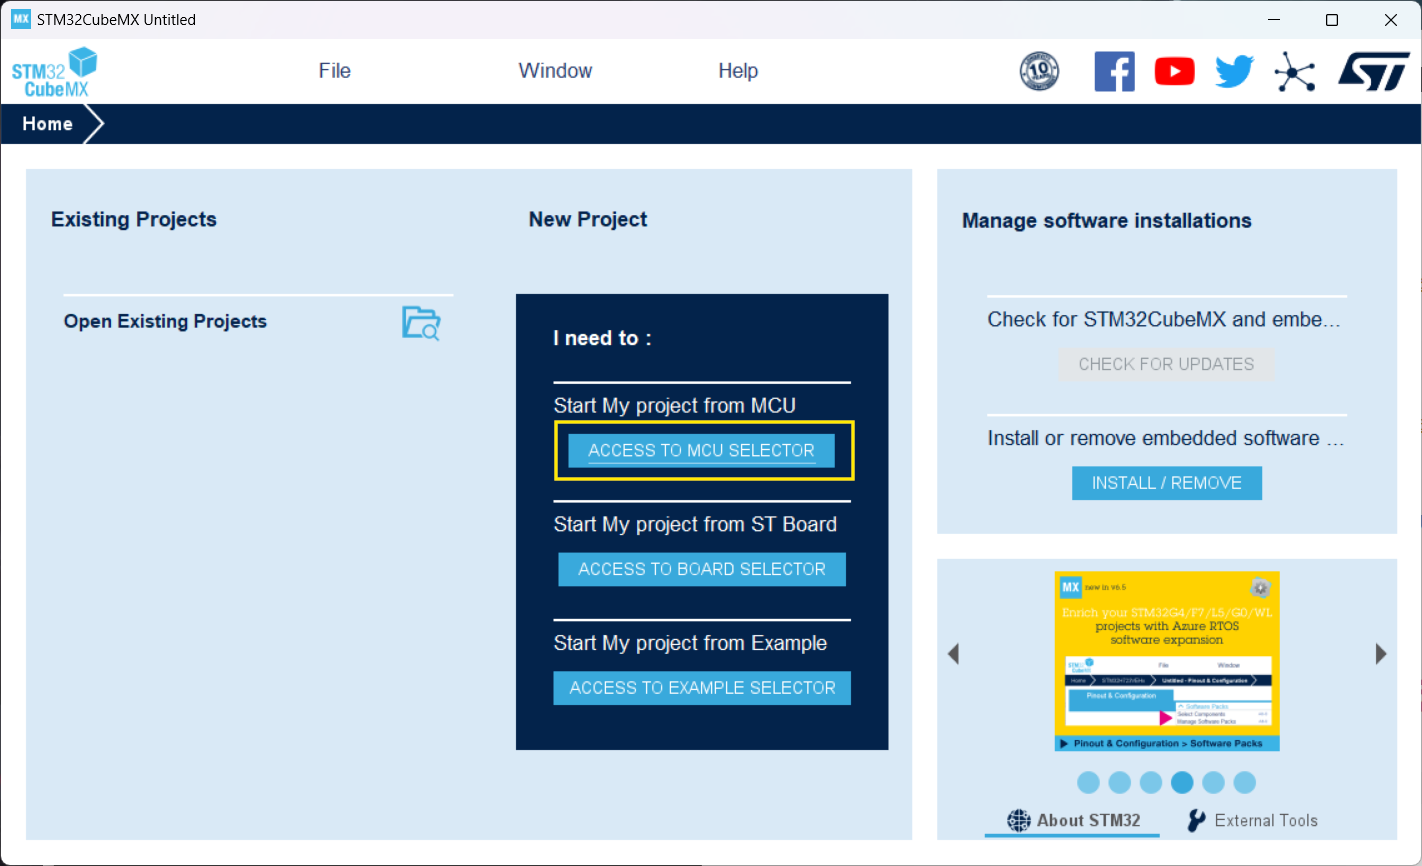 MX STM32CubeMX Untitled
STM32
CubeMX
File
Window
Help
10
YEARS
ST
Home
Existing Projects
Open Existing Projects
New Project
I need to :
Start My project from MCU
ACCESS TO MCU SELECTOR
Start My project from ST Board
ACCESS TO BOARD SELECTOR
Start My project from Example
ACCESS TO EXAMPLE SELECTOR
Manage software installations
Check for STM32CubeMX and embe...
CHECK FOR UPDATES
Install or remove embedded software ...
INSTALL / REMOVE
MX new in v6.5
Enrich your STM32G4/F7/L5/G0/WL
projects with Azure RTOS
software expansion
STM32
CubeMX
File
Window
Home
Untitled - Pinout & Configuration
Pinout & Configuration
Software Packs
Select Components
Manage Software Packs
Pinout & Configuration > Software Packs
About STM32
External Tools